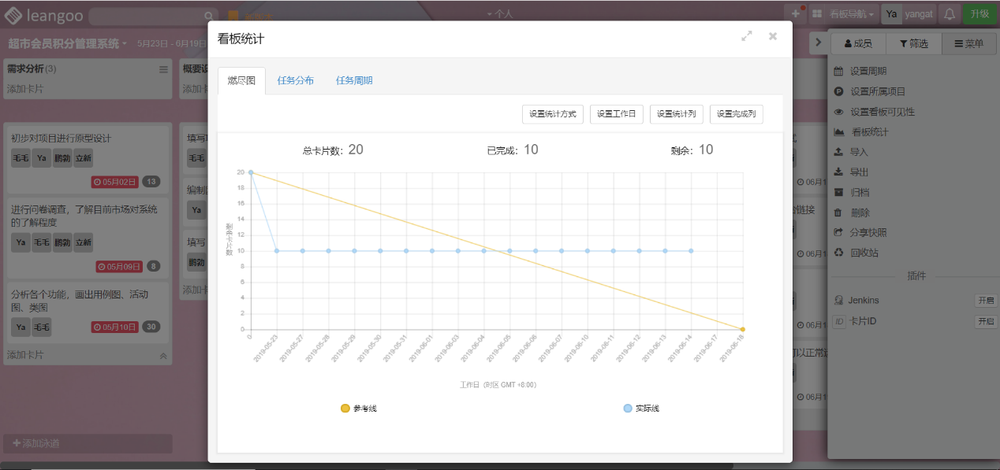 leangoo
个人
看板导航
Ya
yangat
升级
超市会员积分管理系统
5月23日 - 6月19日
需求分析(3)
添加卡片
初步对项目进行原型设计
毛毛 Ya 鹏勃 立新
05月02日 13
进行问卷调查，了解目前市场对系统
的了解程度
Ya 毛毛 鹏勃 立新
05月09日 8
分析各个功能，画出用例图、活动
图、类图
Ya 毛毛 05月10日 30
添加卡片
添加泳道
概要设
添加卡
填写项
毛毛
编制
Ya
填写
鹏勃
添加卡
看板统计
燃尽图 任务分布 任务周期
设置统计方式 设置工作日 设置统计列 设置完成列
总卡片数：20 已完成：10 剩余：10
20
18
16
14
12
10
8
6
4
2
0
剩余卡片数
0 2019-05-23 2019-05-27 2019-05-28 2019-05-29 2019-05-30 2019-05-31 2019-06-01 2019-06-03 2019-06-04 2019-06-05 2019-06-06 2019-06-07 2019-06-10 2019-06-11 2019-06-12 2019-06-13 2019-06-14 2019-06-17 2019-06-18
工作日（时区 GMT +8:00）
参考线 实际线
06月1
台链接
06月1
06月1
可以正常运
06月1
成员 筛选 菜单
设置周期
设置所属项目
设置看板可见性
看板统计
导入
导出
归档
删除
分享快照
回收站
插件
Jenkins 开启
ID 卡片ID 开启